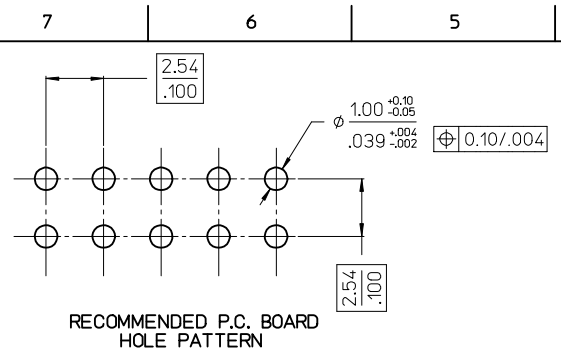 7 6 5
2.54
.100
ø 1.00 +0.10 -0.05
.039 +.004 -.002
⌖ 0.10/.004
2.54
.100
RECOMMENDED P.C. BOARD
HOLE PATTERN